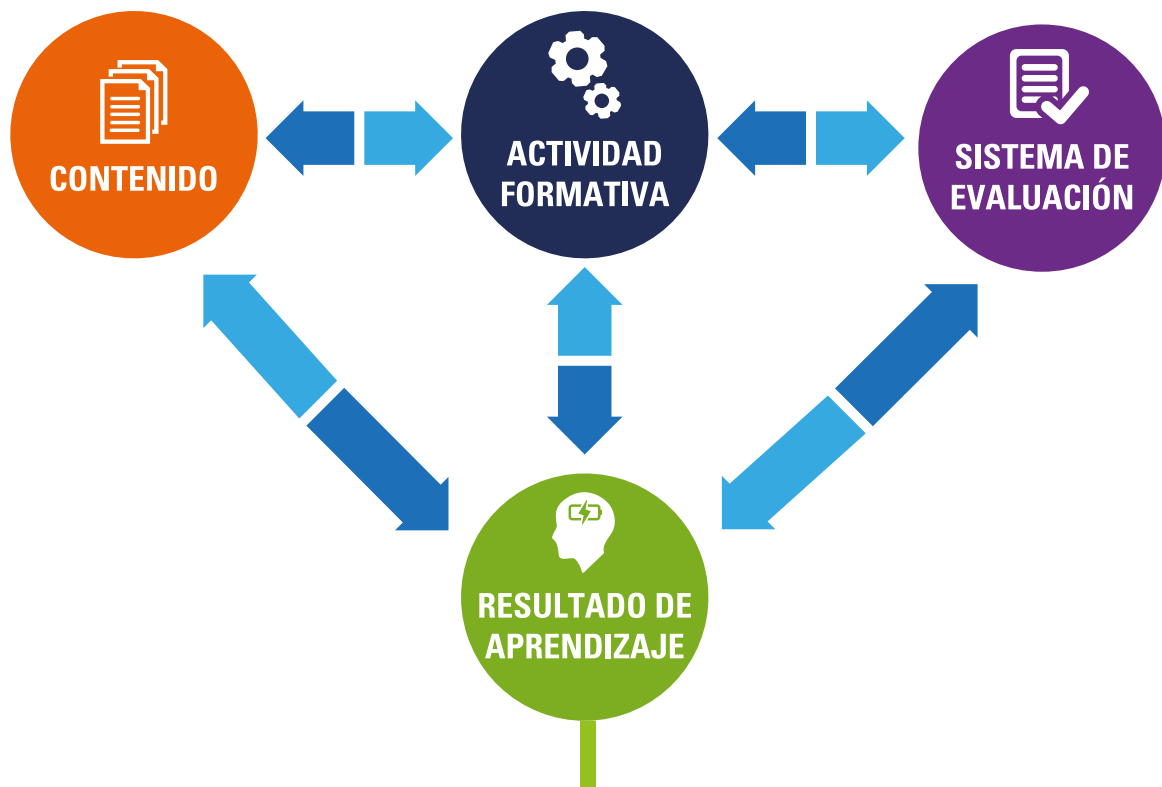 CONTENIDO
ACTIVIDAD
FORMATIVA
SISTEMA DE
EVALUACIÓN
RESULTADO DE
APRENDIZAJE